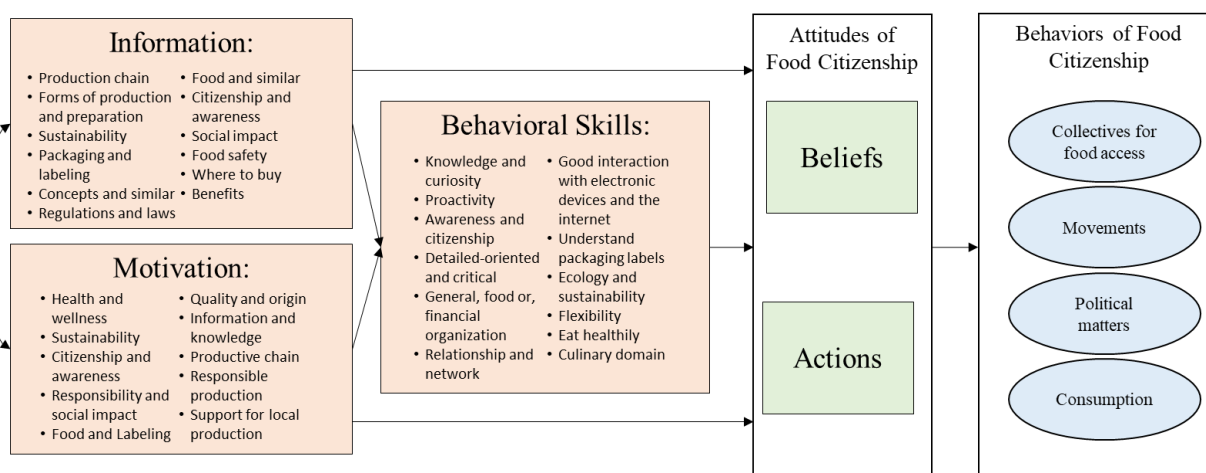 Information:
• Production chain
• Forms of production
and preparation
• Sustainability
• Packaging and
labeling
• Concepts and similar
• Regulations and laws
• Food and similar
• Citizenship and
awareness
• Social impact
• Food safety
• Where to buy
• Benefits
Motivation:
• Health and
wellness
• Sustainability
• Citizenship and
awareness
• Responsibility and
social impact
• Food and Labeling
• Quality and origin
• Information and
knowledge
• Productive chain
• Responsible
production
• Support for local
production
Behavioral Skills:
• Knowledge and
curiosity
• Proactivity
• Awareness and
citizenship
• Detailed-oriented
and critical
• General, food or,
financial
organization
• Relationship and
network
• Good interaction
with electronic
devices and the
internet
• Understand
packaging labels
• Ecology and
sustainability
• Flexibility
• Eat healthily
• Culinary domain
Attitudes of
Food Citizenship
Beliefs
Actions
Behaviors of Food
Citizenship
Collectives for
food access
Movements
Political
matters
Consumption